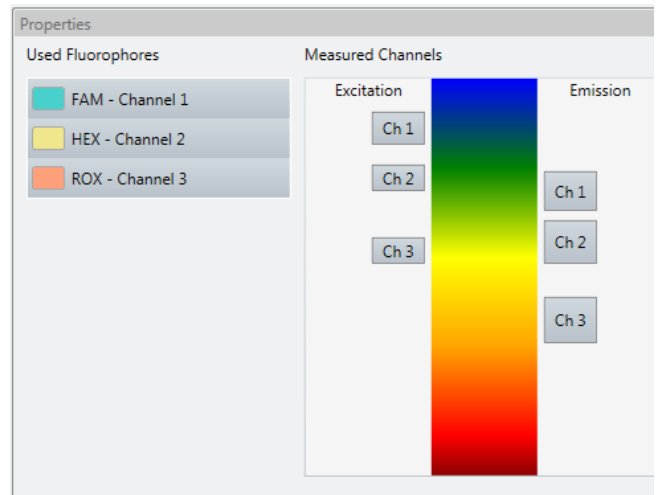 Properties
Used Fluorophores
FAM - Channel 1
HEX - Channel 2
ROX - Channel 3
Measured Channels
Excitation
Emission
Ch 1
Ch 2
Ch 3
Ch 1
Ch 2
Ch 3